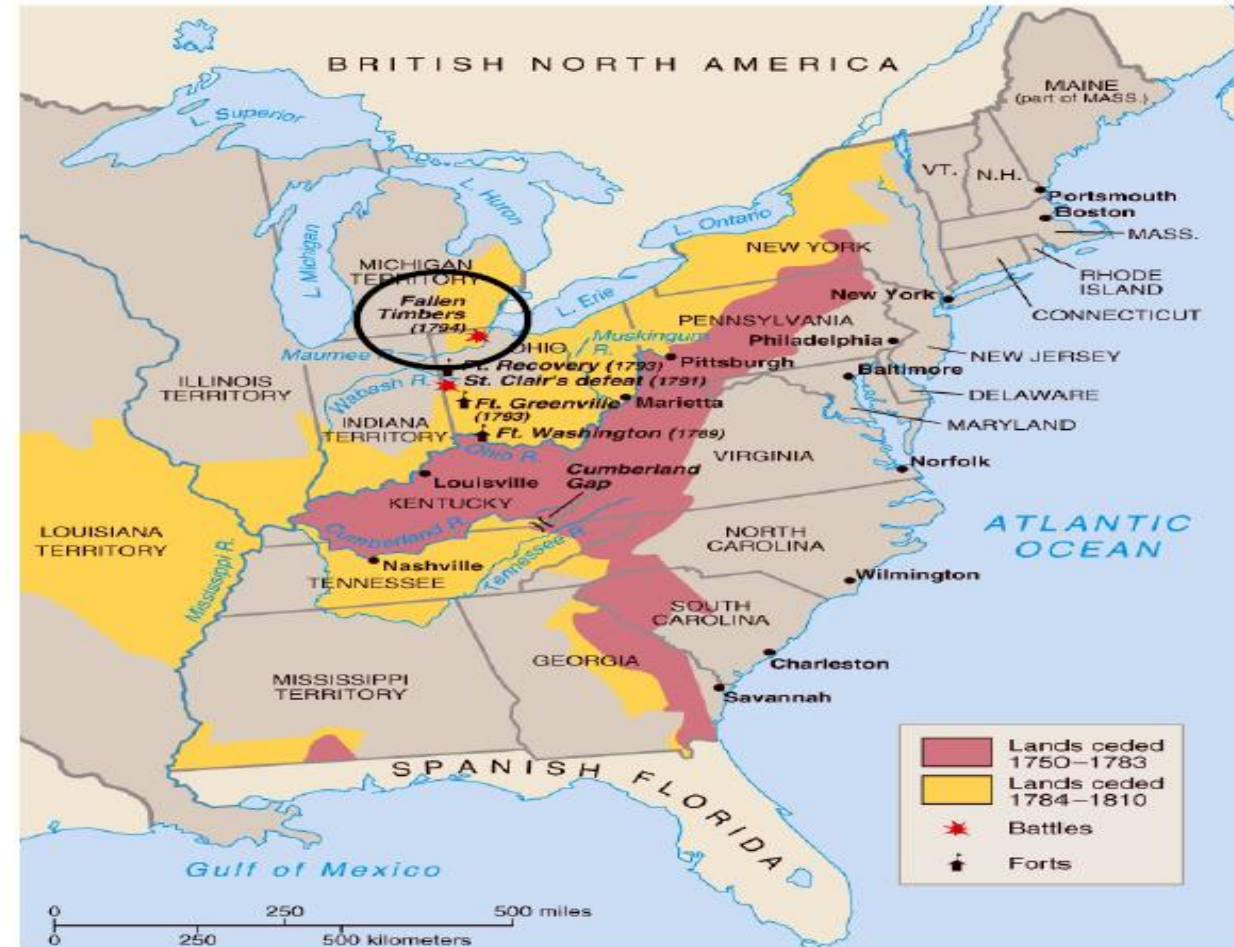 BRITISH NORTH AMERICA
MAINE
(part of MASS.)
L. Superior
VT.
N.H.
L. Huron
L. Michigan
L. Ontario
Portsmouth
Boston
MASS.
NEW YORK
RHODE
ISLAND
CONNECTICUT
MICHIGAN
TERRITORY
Fallen
Timbers
(1794)
L. Erie
New York
PENNSYLVANIA
Muskingum
R.
Philadelphia
NEW JERSEY
Maumee
OHIO
Pittsburgh
Baltimore
Ft. Recovery (1793)
ILLINOIS
TERRITORY
Wabash R.
St. Clair's defeat (1791)
DELAWARE
Ft. Greenville
(1793)
Marietta
MARYLAND
INDIANA
TERRITORY
Ft. Washington (1789)
VIRGINIA
Ohio R.
Norfolk
Cumberland
Gap
Louisville
KENTUCKY
LOUISIANA
TERRITORY
Cumberland R.
NORTH
CAROLINA
ATLANTIC
OCEAN
Mississippi R.
Nashville
Tennessee R.
TENNESSEE
Wilmington
SOUTH
CAROLINA
GEORGIA
Charleston
MISSISSIPPI
TERRITORY
Savannah
SPANISH FLORIDA
Lands ceded
1750–1783
Lands ceded
1784–1810
Battles
Forts
Gulf of Mexico
0 250 500 miles
0 250 500 kilometers